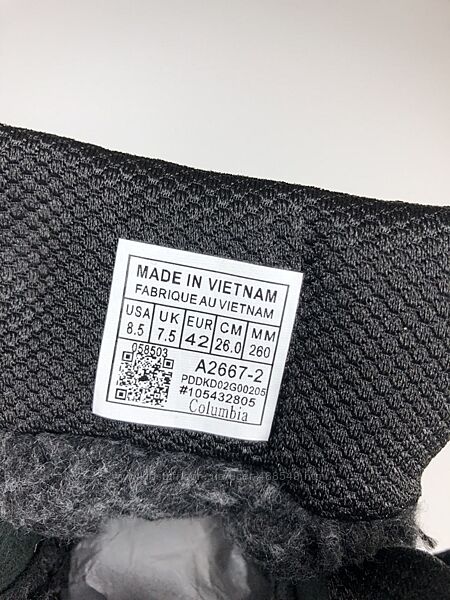 MADE IN VIETNAM
FABRIQUE AU VIETNAM
USA UK EUR CM MM
8.5 7.5 42 26.0 260
058503
A2667-2
PDDKD02G00205
#105432805
Columbia